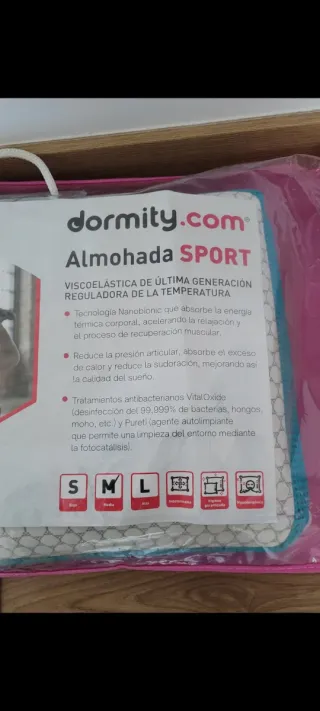 dormity.com®
Almohada SPORT
VISCOELÁSTICA DE ÚLTIMA GENERACIÓN
REGULADORA DE LA TEMPERATURA
• Tecnología Nanobionic que absorbe la energía
térmica corporal, acelerando la relajación y
el proceso de recuperación muscular.
• Reduce la presión articular, absorbe el exceso
de calor y reduce la sudoración, mejorando así
la calidad del sueño.
• Tratamientos antibacterianos VitalOxide
(desinfección del 99,999% de bacterias, hongos,
moho, etc.) y Pureti (agente autolimpiante
que permite una limpieza del entorno mediante
la fotocatálisis).
S M L